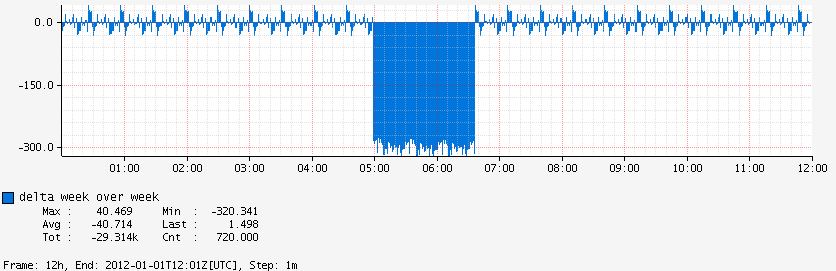 0.0
-150.0
-300.0
01:00 02:00 03:00 04:00 05:00 06:00 07:00 08:00 09:00 10:00 11:00 12:00
delta week over week
Max : 40.469 Min : -320.341
Avg : -40.714 Last : 1.498
Tot : -29.314k Cnt : 720.000
Frame: 12h, End: 2012-01-01T12:01Z[UTC], Step: 1m